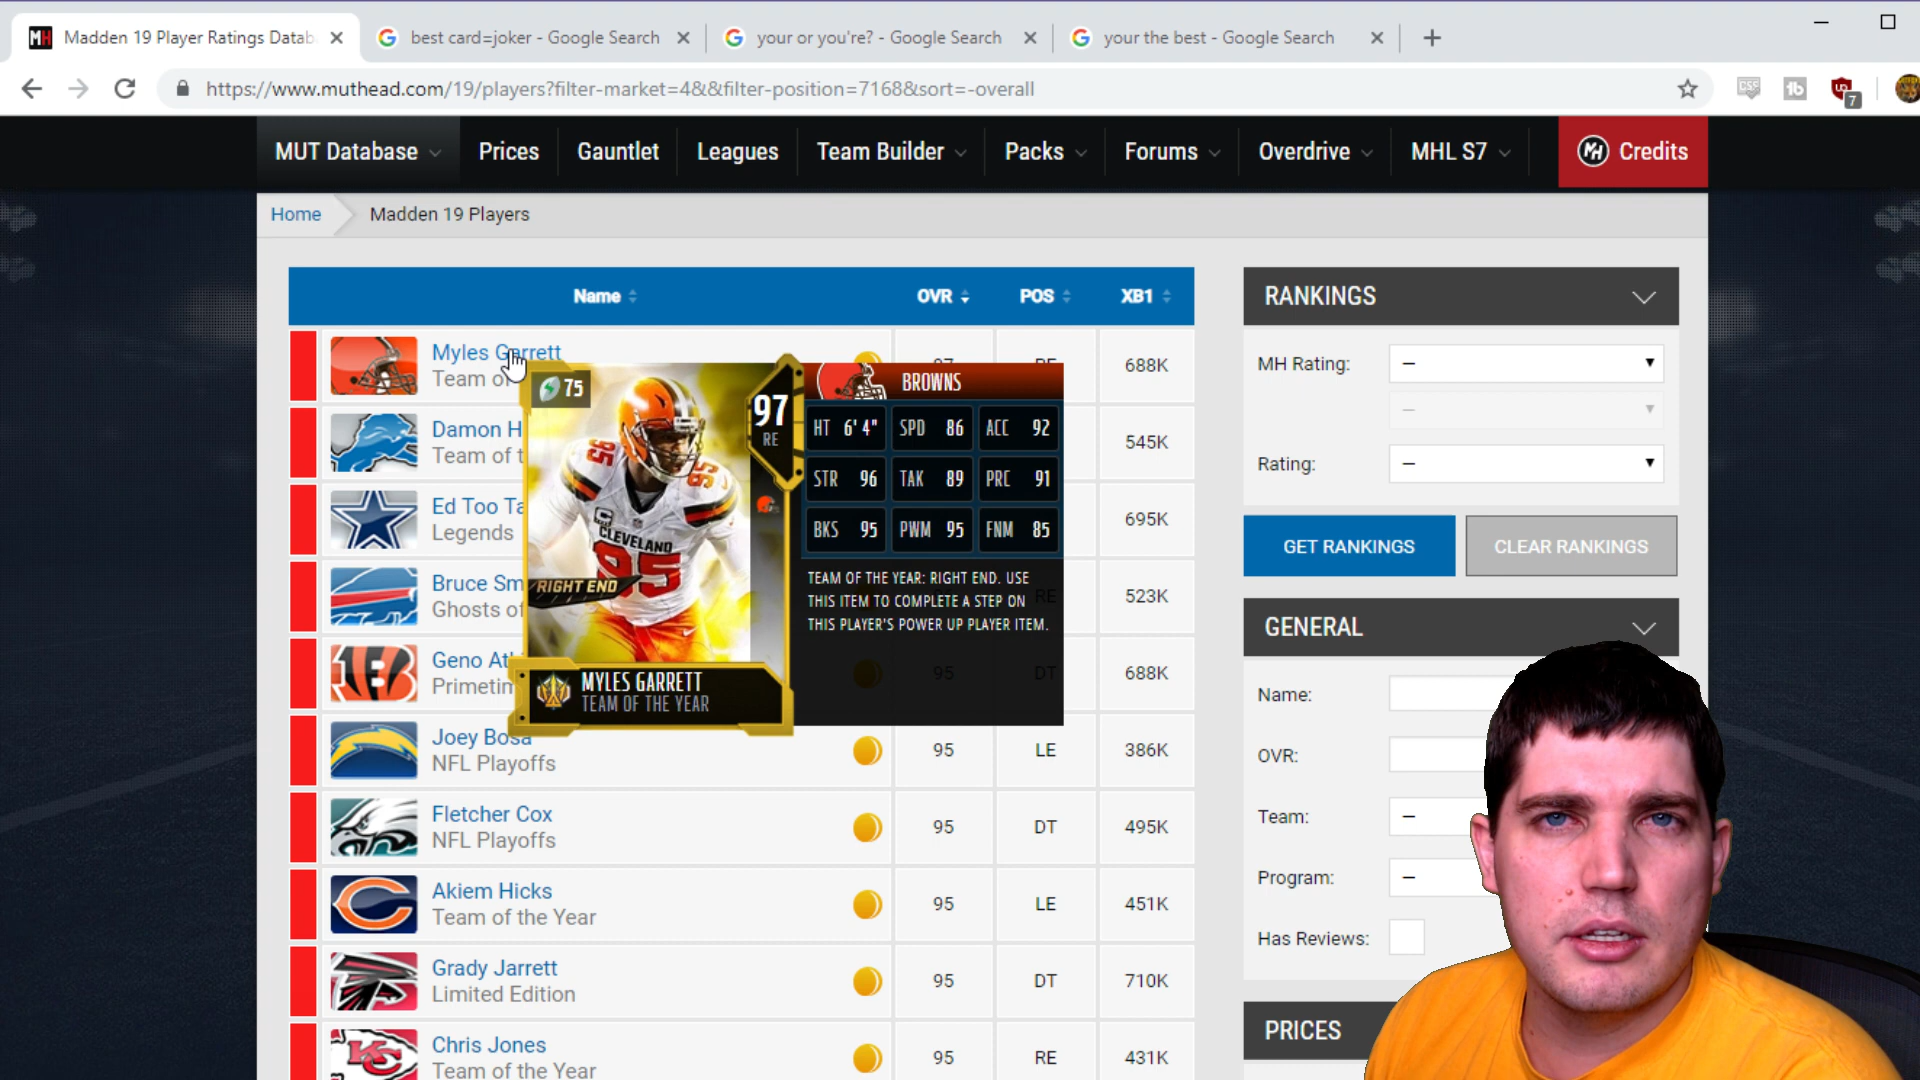 Madden 19 Player Ratings Datab
best card=joker - Google Search
your or you're? - Google Search
your the best - Google Search
https://www.muthead.com/19/players?filter-market=4&&filter-position=7168&sort=-overall
7
MUT Database
Prices
Gauntlet
Leagues
Team Builder
Packs
Forums
Overdrive
MHL S7
Credits
Home
Madden 19 Players
Name
OVR
POS
XB1
Myles Garrett
Team of
688K
Damon H
Team of t
545K
Ed Too Ta
Legends
695K
Bruce Sm
Ghosts of
RE
523K
Geno Atk
Primetim
95
DT
688K
Joey Bosa
NFL Playoffs
95
LE
386K
Fletcher Cox
NFL Playoffs
95
DT
495K
Akiem Hicks
Team of the Year
95
LE
451K
Grady Jarrett
Limited Edition
95
DT
710K
Chris Jones
Team of the Year
95
RE
431K
75
97
RE
95
CLEVELAND
95
RIGHT END
MYLES GARRETT
TEAM OF THE YEAR
BROWNS
HT 6' 4" SPD 86 ACC 92
STR 96 TAK 89 PRC 91
BKS 95 PWM 95 FNM 85
TEAM OF THE YEAR: RIGHT END. USE
THIS ITEM TO COMPLETE A STEP ON
THIS PLAYER'S POWER UP PLAYER ITEM.
RANKINGS
MH Rating:
–
–
Rating:
–
GET RANKINGS
CLEAR RANKINGS
GENERAL
Name:
OVR:
Team:
–
Program:
–
Has Reviews:
PRICES